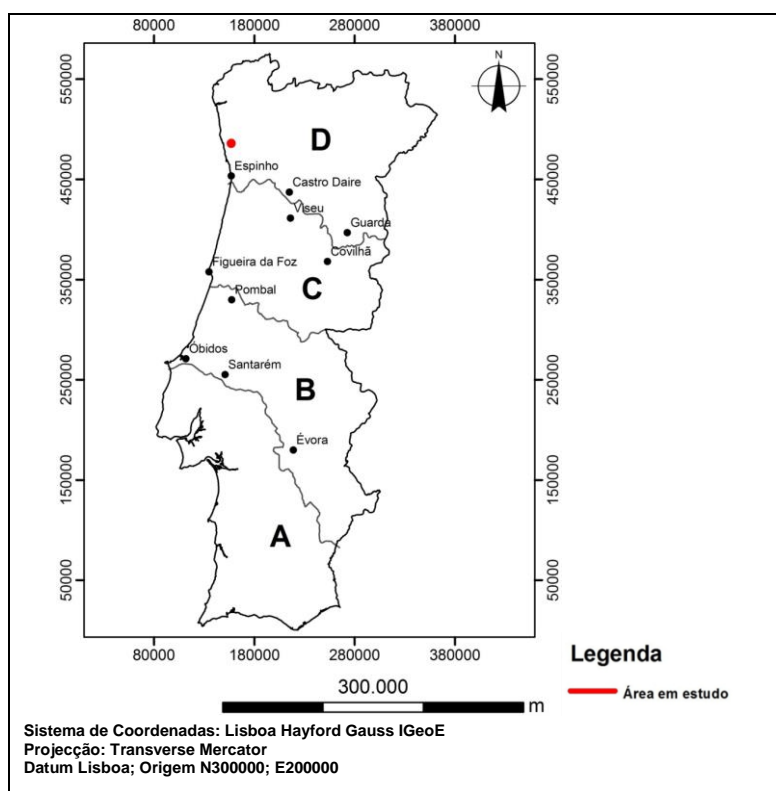 80000 180000 280000 380000
N
550000 550000
D
Espinho
Castro Daire
450000 450000
Viseu
Guarda
Covilhã
Figueira da Foz
C
350000 350000
Pombal
Óbidos
Santarém
250000 250000
B
Évora
150000 150000
A
50000 50000
80000 180000 280000 380000
Legenda
Área em estudo
300.000
m
Sistema de Coordenadas: Lisboa Hayford Gauss IGeoE
Projecção: Transverse Mercator
Datum Lisboa; Origem N300000; E200000